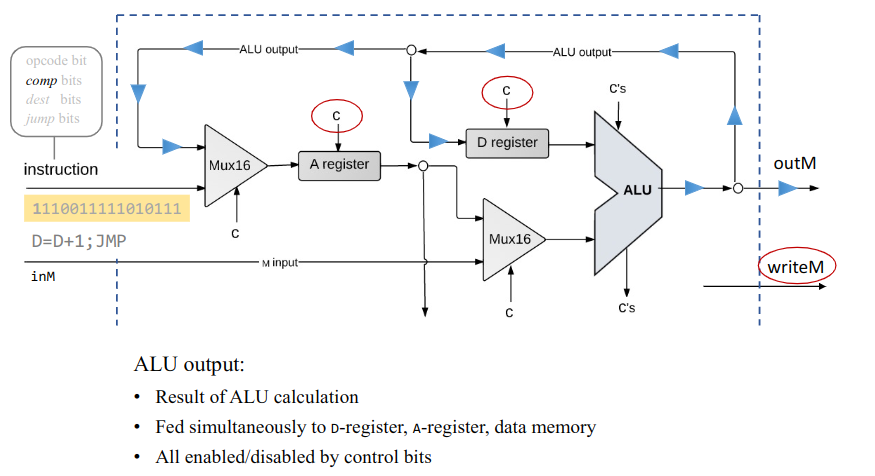 opcode bit
comp bits
dest bits
jump bits
instruction
1110011111010111
D=D+1;JMP
inM
ALU output
ALU output
C
C
C's
Mux16
A register
D register
ALU
outM
C
Mux16
M input
writeM
C
C's
ALU output:
• Result of ALU calculation
• Fed simultaneously to D-register, A-register, data memory
• All enabled/disabled by control bits